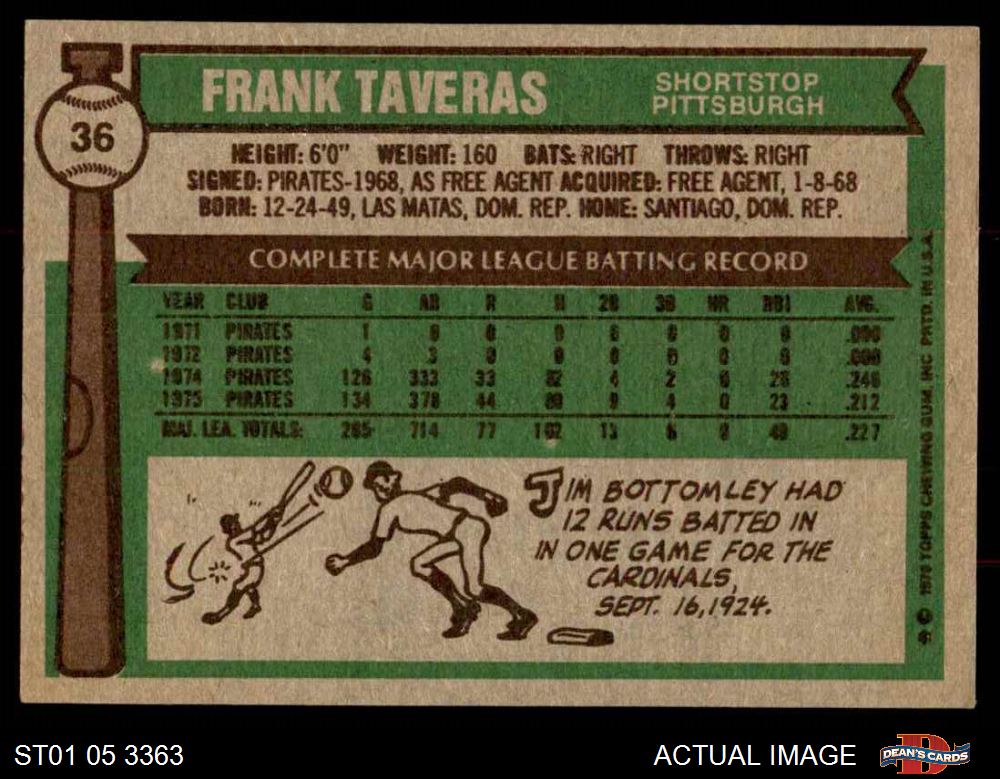 36
FRANK TAVERAS
SHORTSTOP
PITTSBURGH
HEIGHT: 6'0" WEIGHT: 160 BATS: RIGHT THROWS: RIGHT
SIGNED: PIRATES-1968, AS FREE AGENT ACQUIRED: FREE AGENT, 1-8-68
BORN: 12-24-49, LAS MATAS, DOM. REP. HOME: SANTIAGO, DOM. REP.
COMPLETE MAJOR LEAGUE BATTING RECORD
YEAR CLUB G AB R H 2B 3B HR RBI AVG.
1971 PIRATES 1 0 0 0 0 0 0 0 .000
1972 PIRATES 4 3 0 0 0 0 0 0 .000
1974 PIRATES 126 333 33 82 4 2 0 26 .246
1975 PIRATES 134 378 44 80 9 4 0 23 .212
MAJ. LEA. TOTALS: 265 714 77 162 13 6 0 49 .227
JIM BOTTOMLEY HAD
12 RUNS BATTED IN
IN ONE GAME FOR THE
CARDINALS,
SEPT. 16, 1924.
© 1976 TOPPS CHEWING GUM, INC. PRTD. IN U.S.A.
ST01 05 3363
ACTUAL IMAGE
DEAN'S CARDS